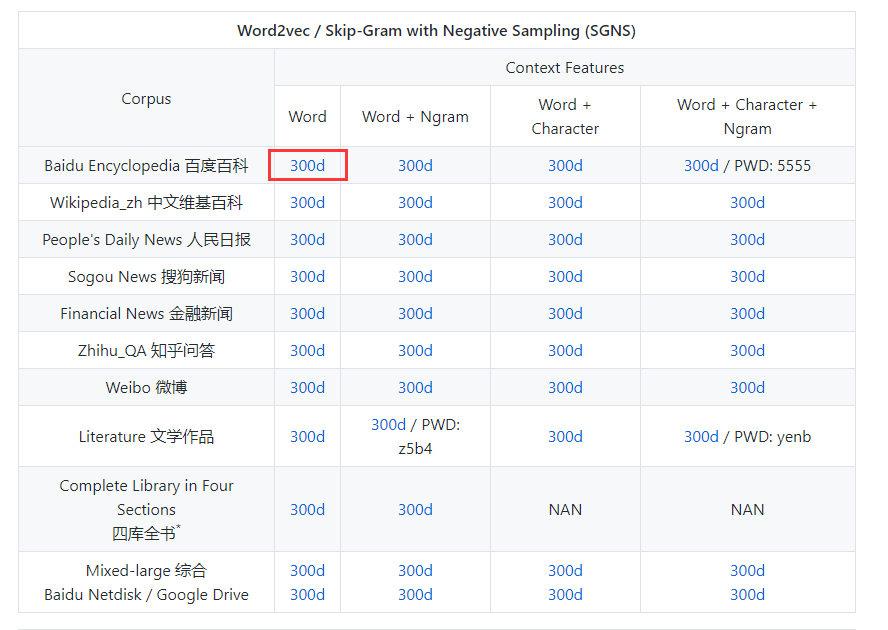 Word2vec / Skip-Gram with Negative Sampling (SGNS)
Corpus
Context Features
Word
Word + Ngram
Word +
Character
Word + Character +
Ngram
Baidu Encyclopedia 百度百科 300d 300d 300d 300d / PWD: 5555
Wikipedia_zh 中文维基百科 300d 300d 300d 300d
People's Daily News 人民日报 300d 300d 300d 300d
Sogou News 搜狗新闻 300d 300d 300d 300d
Financial News 金融新闻 300d 300d 300d 300d
Zhihu_QA 知乎问答 300d 300d 300d 300d
Weibo 微博 300d 300d 300d 300d
Literature 文学作品 300d
300d / PWD:
z5b4
300d 300d / PWD: yenb
Complete Library in Four
Sections
四库全书*
300d 300d NAN NAN
Mixed-large 综合 300d 300d 300d 300d
Baidu Netdisk / Google Drive 300d 300d 300d 300d